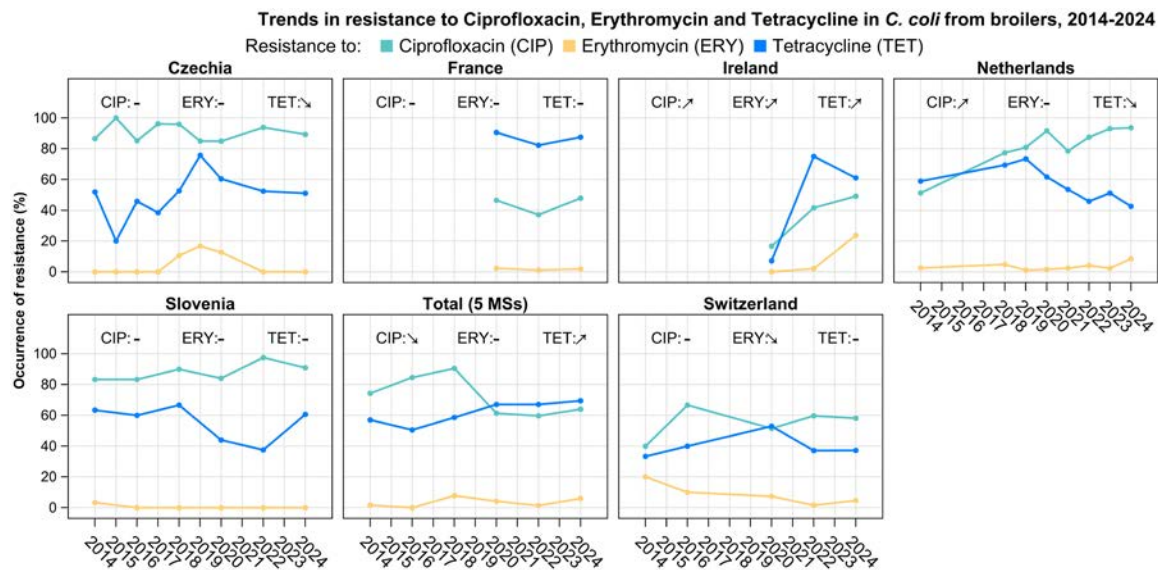 Trends in resistance to Ciprofloxacin, Erythromycin and Tetracycline in C. coli from broilers, 2014-2024
Resistance to: Ciprofloxacin (CIP) Erythromycin (ERY) Tetracycline (TET)
Czechia France Ireland Netherlands
CIP:- ERY:- TET:↘ CIP:- ERY:- TET:- CIP:↗ ERY:↗ TET:↗ CIP:↗ ERY:- TET:↘
100
80
60
40
20
0
2014 2015 2016 2017 2018 2019 2020 2021 2022 2023 2024
Occurrence of resistance (%)
Slovenia Total (5 MSs) Switzerland
CIP:- ERY:- TET:- CIP:↘ ERY:- TET:↗ CIP:- ERY:↘ TET:-
100
80
60
40
20
0
2014 2015 2016 2017 2018 2019 2020 2021 2022 2023 2024 2014 2015 2016 2017 2018 2019 2020 2021 2022 2023 2024 2014 2015 2016 2017 2018 2019 2020 2021 2022 2023 2024